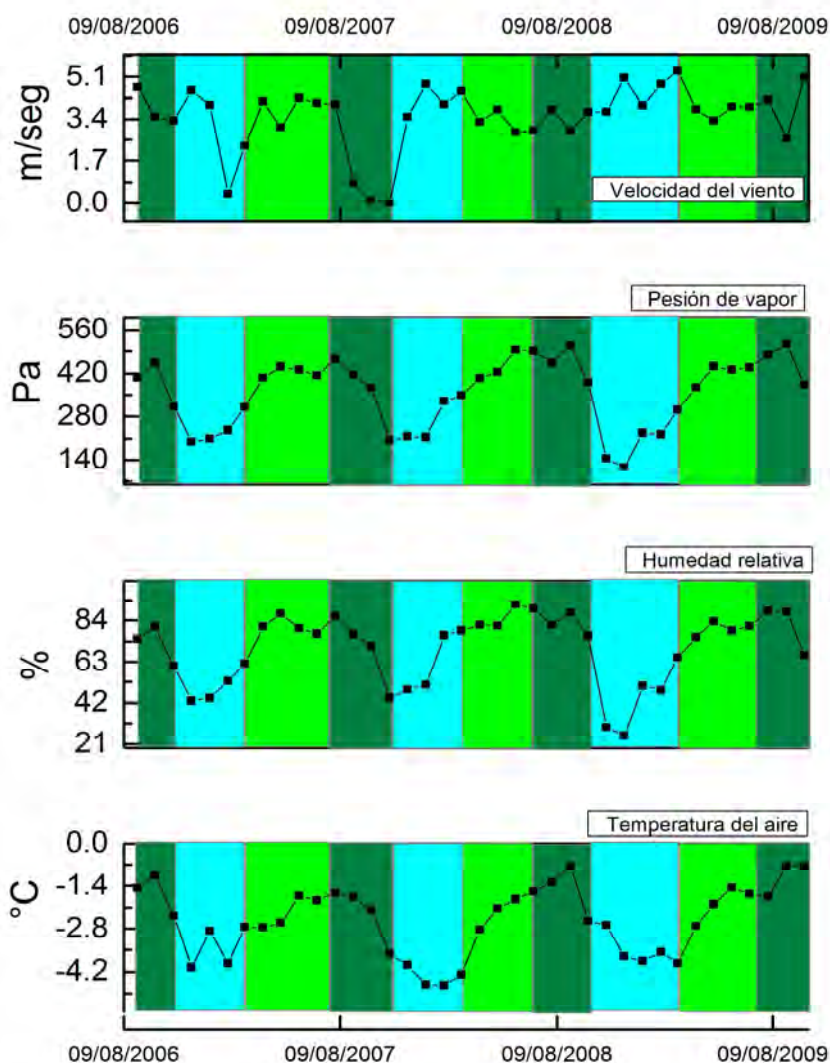 09/08/2006 09/08/2007 09/08/2008 09/08/2009
m/seg
5.1
3.4
1.7
0.0
Velocidad del viento
Pesión de vapor
Pa
560
420
280
140
Humedad relativa
%
84
63
42
21
Temperatura del aire
°C
0.0
-1.4
-2.8
-4.2
09/08/2006 09/08/2007 09/08/2008 09/08/2009